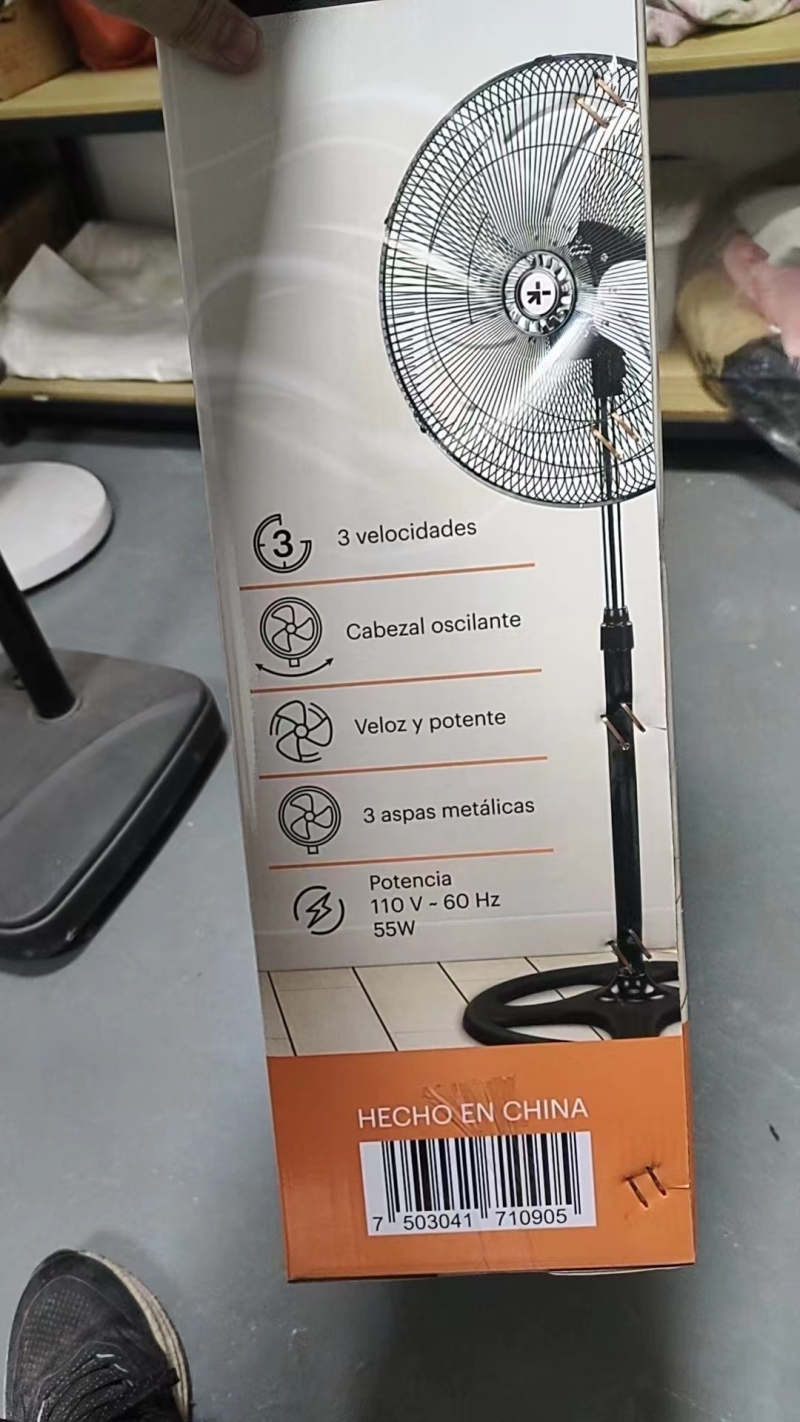 3
3 velocidades
Cabezal oscilante
Veloz y potente
3 aspas metálicas
Potencia
110 V ~ 60 Hz
55W
HECHO EN CHINA
7 503041 710905